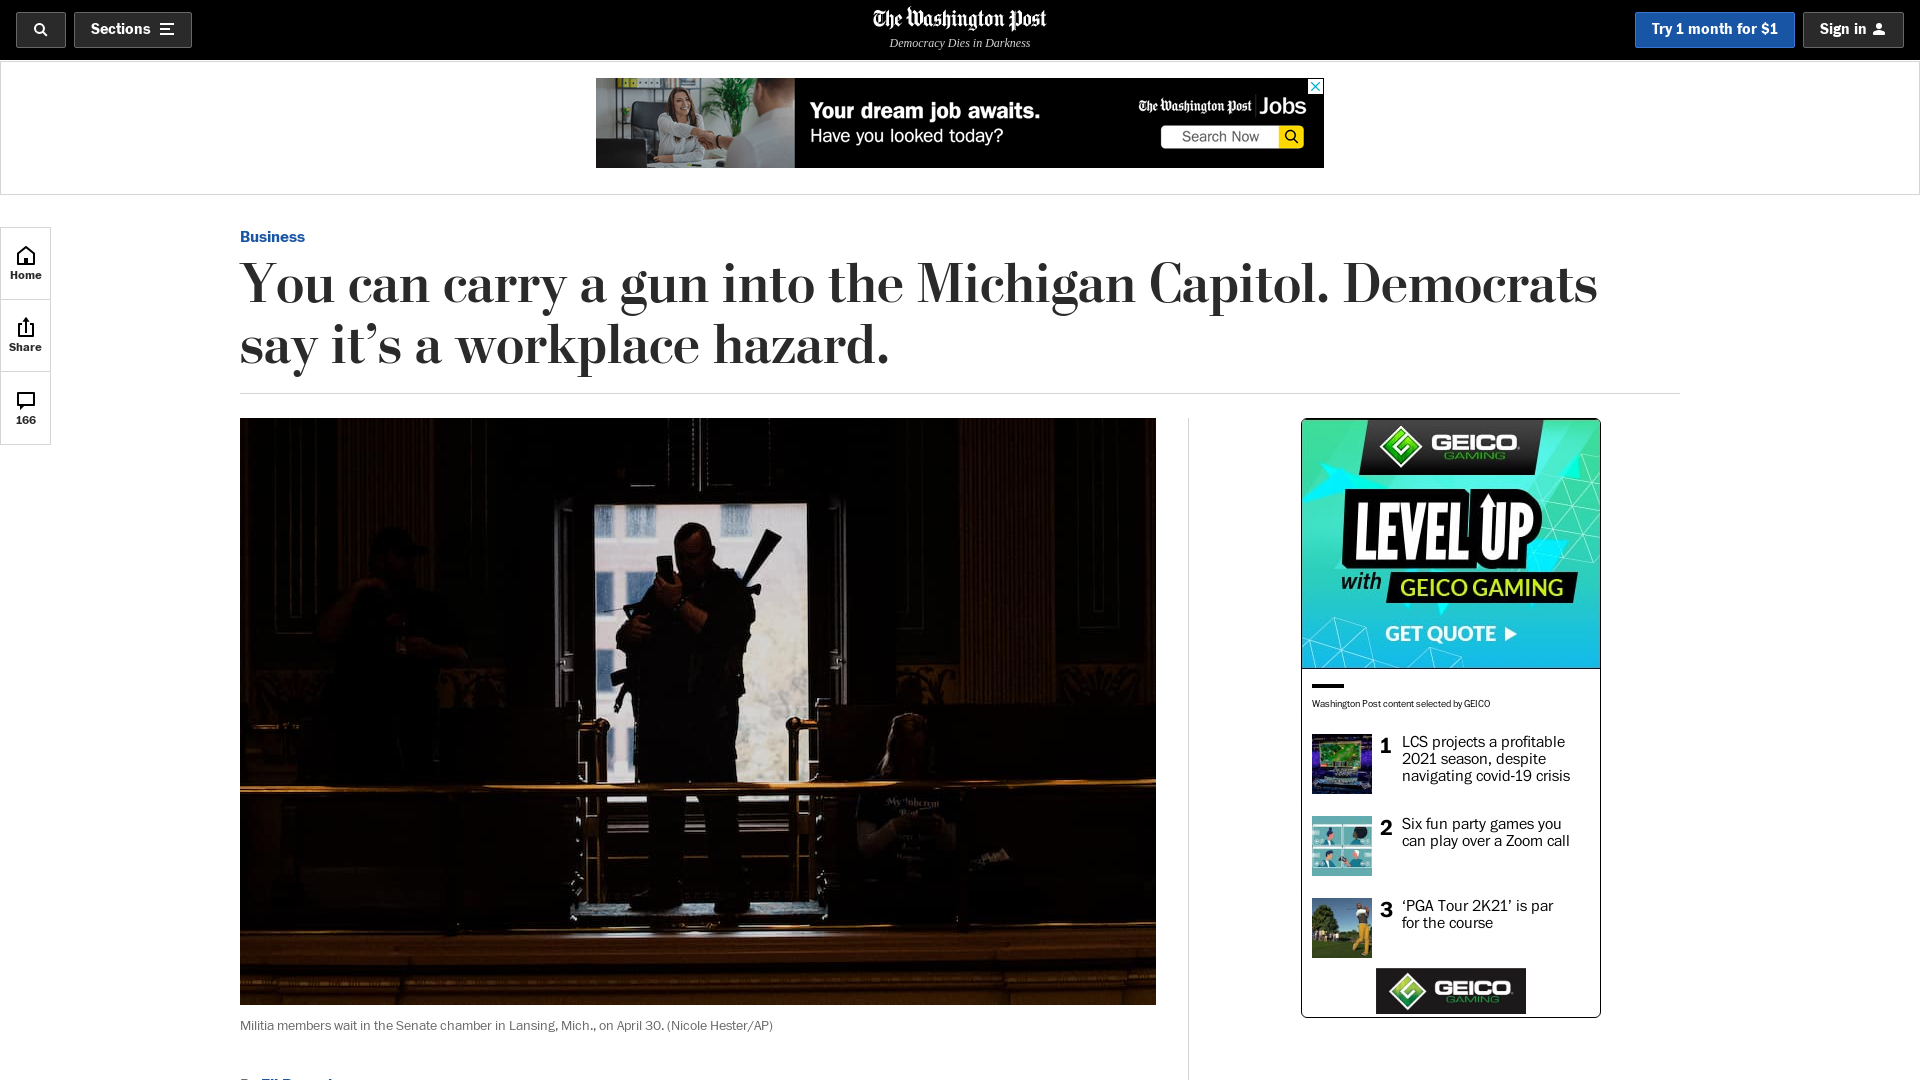 Sections
The Washington Post
Democracy Dies in Darkness
Try 1 month for $1
Sign in
Your dream job awaits.
Have you looked today?
The Washington Post Jobs
Search Now
Home
Share
166
Business
You can carry a gun into the Michigan Capitol. Democrats
say it’s a workplace hazard.
Militia members wait in the Senate chamber in Lansing, Mich., on April 30. (Nicole Hester/AP)
GEICO
GAMING
LEVEL UP
with GEICO GAMING
GET QUOTE
Washington Post content selected by GEICO
1 LCS projects a profitable
2021 season, despite
navigating covid-19 crisis
2 Six fun party games you
can play over a Zoom call
3 ‘PGA Tour 2K21’ is par
for the course
GEICO
GAMING